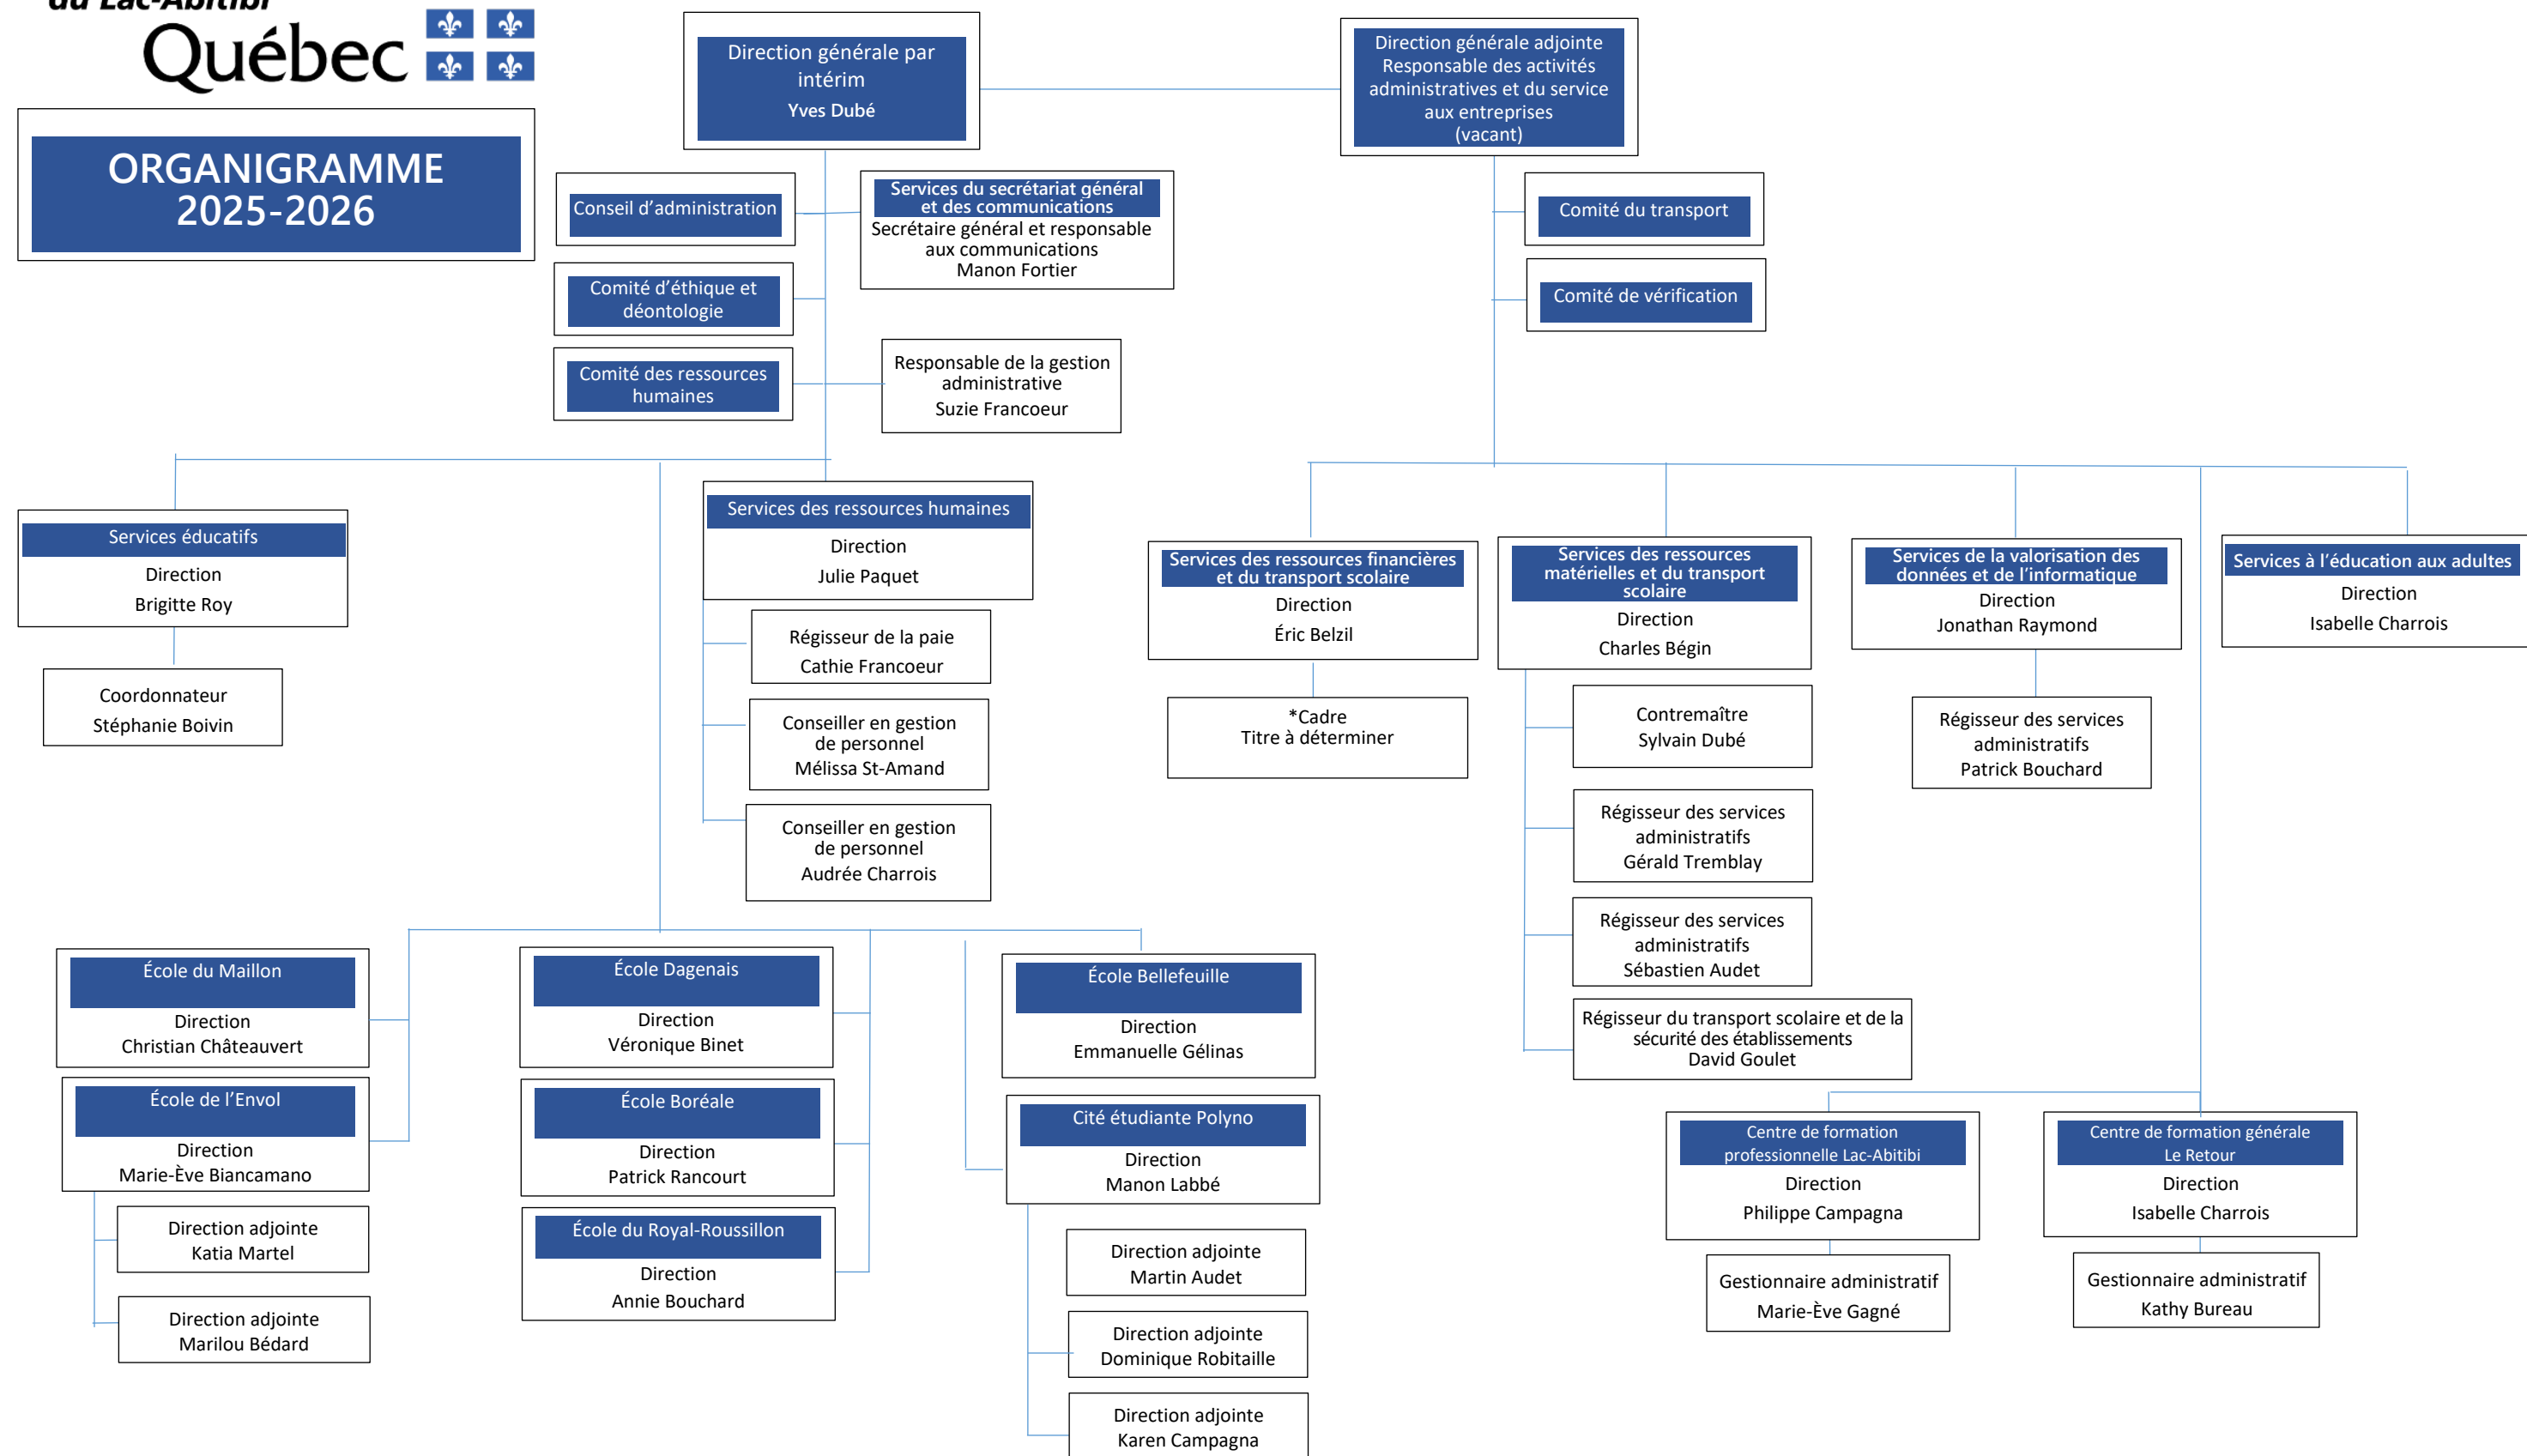 du Lac-Abitibi
Québec
ORGANIGRAMME
2025-2026
Direction générale par
intérim
Yves Dubé
Direction générale adjointe
Responsable des activités
administratives et du service
aux entreprises
(vacant)
Conseil d’administration
Services du secrétariat général
et des communications
Secrétaire général et responsable
aux communications
Manon Fortier
Comité d’éthique et
déontologie
Comité des ressources
humaines
Responsable de la gestion
administrative
Suzie Francoeur
Comité du transport
Comité de vérification
Services éducatifs
Direction
Brigitte Roy
Coordonnateur
Stéphanie Boivin
Services des ressources humaines
Direction
Julie Paquet
Régisseur de la paie
Cathie Francoeur
Conseiller en gestion
de personnel
Mélissa St-Amand
Conseiller en gestion
de personnel
Audrée Charrois
Services des ressources financières
et du transport scolaire
Direction
Éric Belzil
*Cadre
Titre à déterminer
Services des ressources
matérielles et du transport
scolaire
Direction
Charles Bégin
Contremaître
Sylvain Dubé
Régisseur des services
administratifs
Gérald Tremblay
Régisseur des services
administratifs
Sébastien Audet
Régisseur du transport scolaire et de la
sécurité des établissements
David Goulet
Services de la valorisation des
données et de l’informatique
Direction
Jonathan Raymond
Régisseur des services
administratifs
Patrick Bouchard
Services à l’éducation aux adultes
Direction
Isabelle Charrois
École du Maillon
Direction
Christian Châteauvert
École de l’Envol
Direction
Marie-Ève Biancamano
Direction adjointe
Katia Martel
Direction adjointe
Marilou Bédard
École Dagenais
Direction
Véronique Binet
École Boréale
Direction
Patrick Rancourt
École du Royal-Roussillon
Direction
Annie Bouchard
École Bellefeuille
Direction
Emmanuelle Gélinas
Cité étudiante Polyno
Direction
Manon Labbé
Direction adjointe
Martin Audet
Direction adjointe
Dominique Robitaille
Direction adjointe
Karen Campagna
Centre de formation
professionnelle Lac-Abitibi
Direction
Philippe Campagna
Gestionnaire administratif
Marie-Ève Gagné
Centre de formation générale
Le Retour
Direction
Isabelle Charrois
Gestionnaire administratif
Kathy Bureau